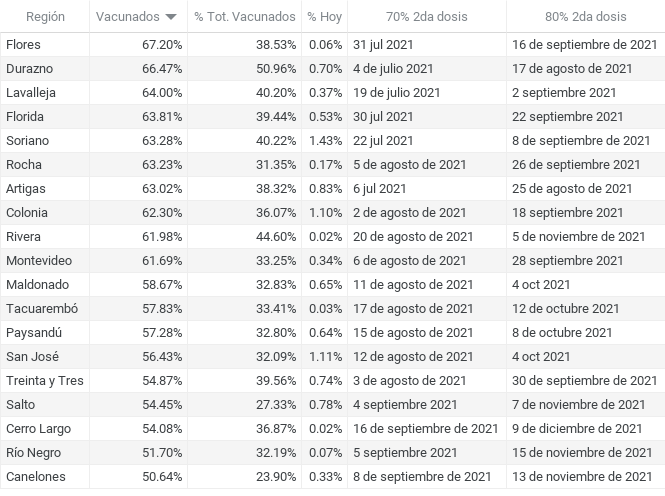 Región Vacunados % Tot. Vacunados % Hoy 70% 2da dosis 80% 2da dosis
Flores 67.20% 38.53% 0.06% 31 jul 2021 16 de septiembre de 2021
Durazno 66.47% 50.96% 0.70% 4 de julio 2021 17 de agosto de 2021
Lavalleja 64.00% 40.20% 0.37% 19 de julio 2021 2 septiembre 2021
Florida 63.81% 39.44% 0.53% 30 jul 2021 22 septiembre 2021
Soriano 63.28% 40.22% 1.43% 22 jul 2021 8 de septiembre de 2021
Rocha 63.23% 31.35% 0.17% 5 de agosto de 2021 26 de septiembre 2021
Artigas 63.02% 38.32% 0.83% 6 jul 2021 25 de agosto de 2021
Colonia 62.30% 36.07% 1.10% 2 de agosto de 2021 18 septiembre 2021
Rivera 61.98% 44.60% 0.02% 20 de agosto de 2021 5 de noviembre de 2021
Montevideo 61.69% 33.25% 0.34% 6 de agosto de 2021 28 septiembre 2021
Maldonado 58.67% 32.83% 0.65% 11 de agosto de 2021 4 oct 2021
Tacuarembó 57.83% 33.41% 0.03% 17 de agosto de 2021 12 de octubre 2021
Paysandú 57.28% 32.80% 0.64% 15 de agosto de 2021 8 de octubre 2021
San José 56.43% 32.09% 1.11% 12 de agosto de 2021 4 oct 2021
Treinta y Tres 54.87% 39.56% 0.74% 3 de agosto de 2021 30 de septiembre de 2021
Salto 54.45% 27.33% 0.78% 4 septiembre 2021 7 de noviembre de 2021
Cerro Largo 54.08% 36.87% 0.02% 16 de septiembre de 2021 9 de diciembre de 2021
Río Negro 51.70% 32.19% 0.07% 5 septiembre 2021 15 de noviembre de 2021
Canelones 50.64% 23.90% 0.33% 8 de septiembre de 2021 13 de noviembre de 2021